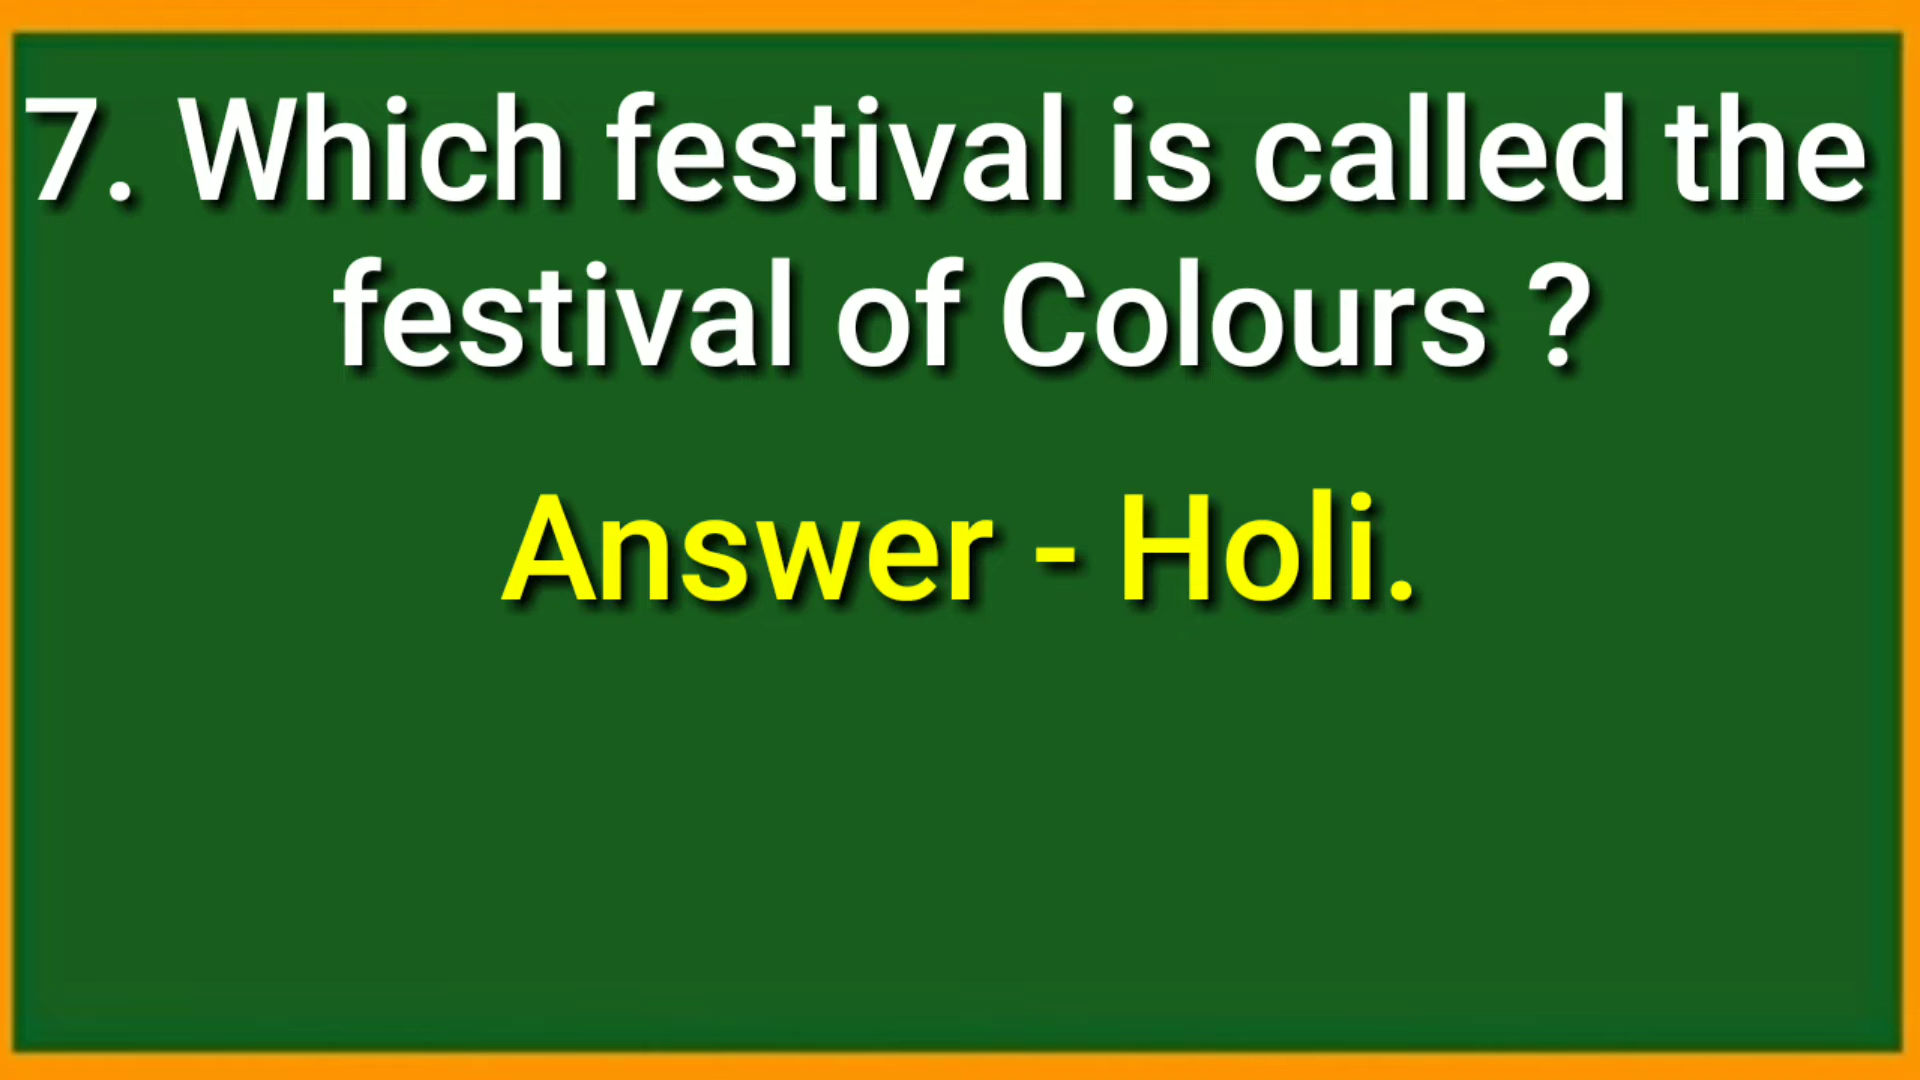 7. Which festival is called the
festival of Colours ?
Answer - Holi.